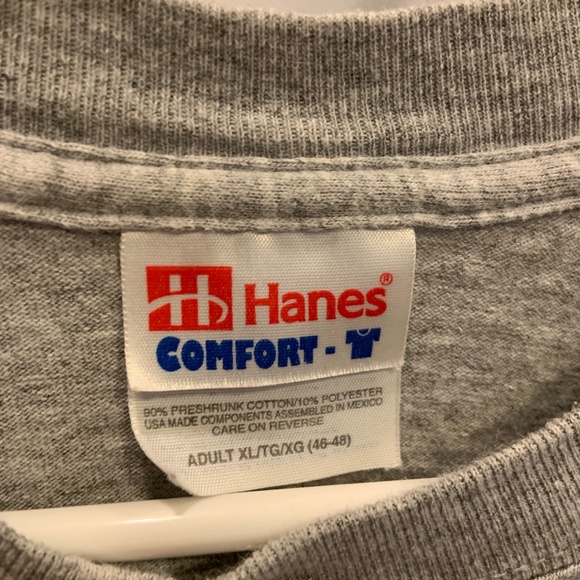 H Hanes®
COMFORT-T
90% PRESHRUNK COTTON/10% POLYESTER
USA MADE COMPONENTS ASSEMBLED IN MEXICO
CARE ON REVERSE
ADULT XL/TG/XG (46-48)